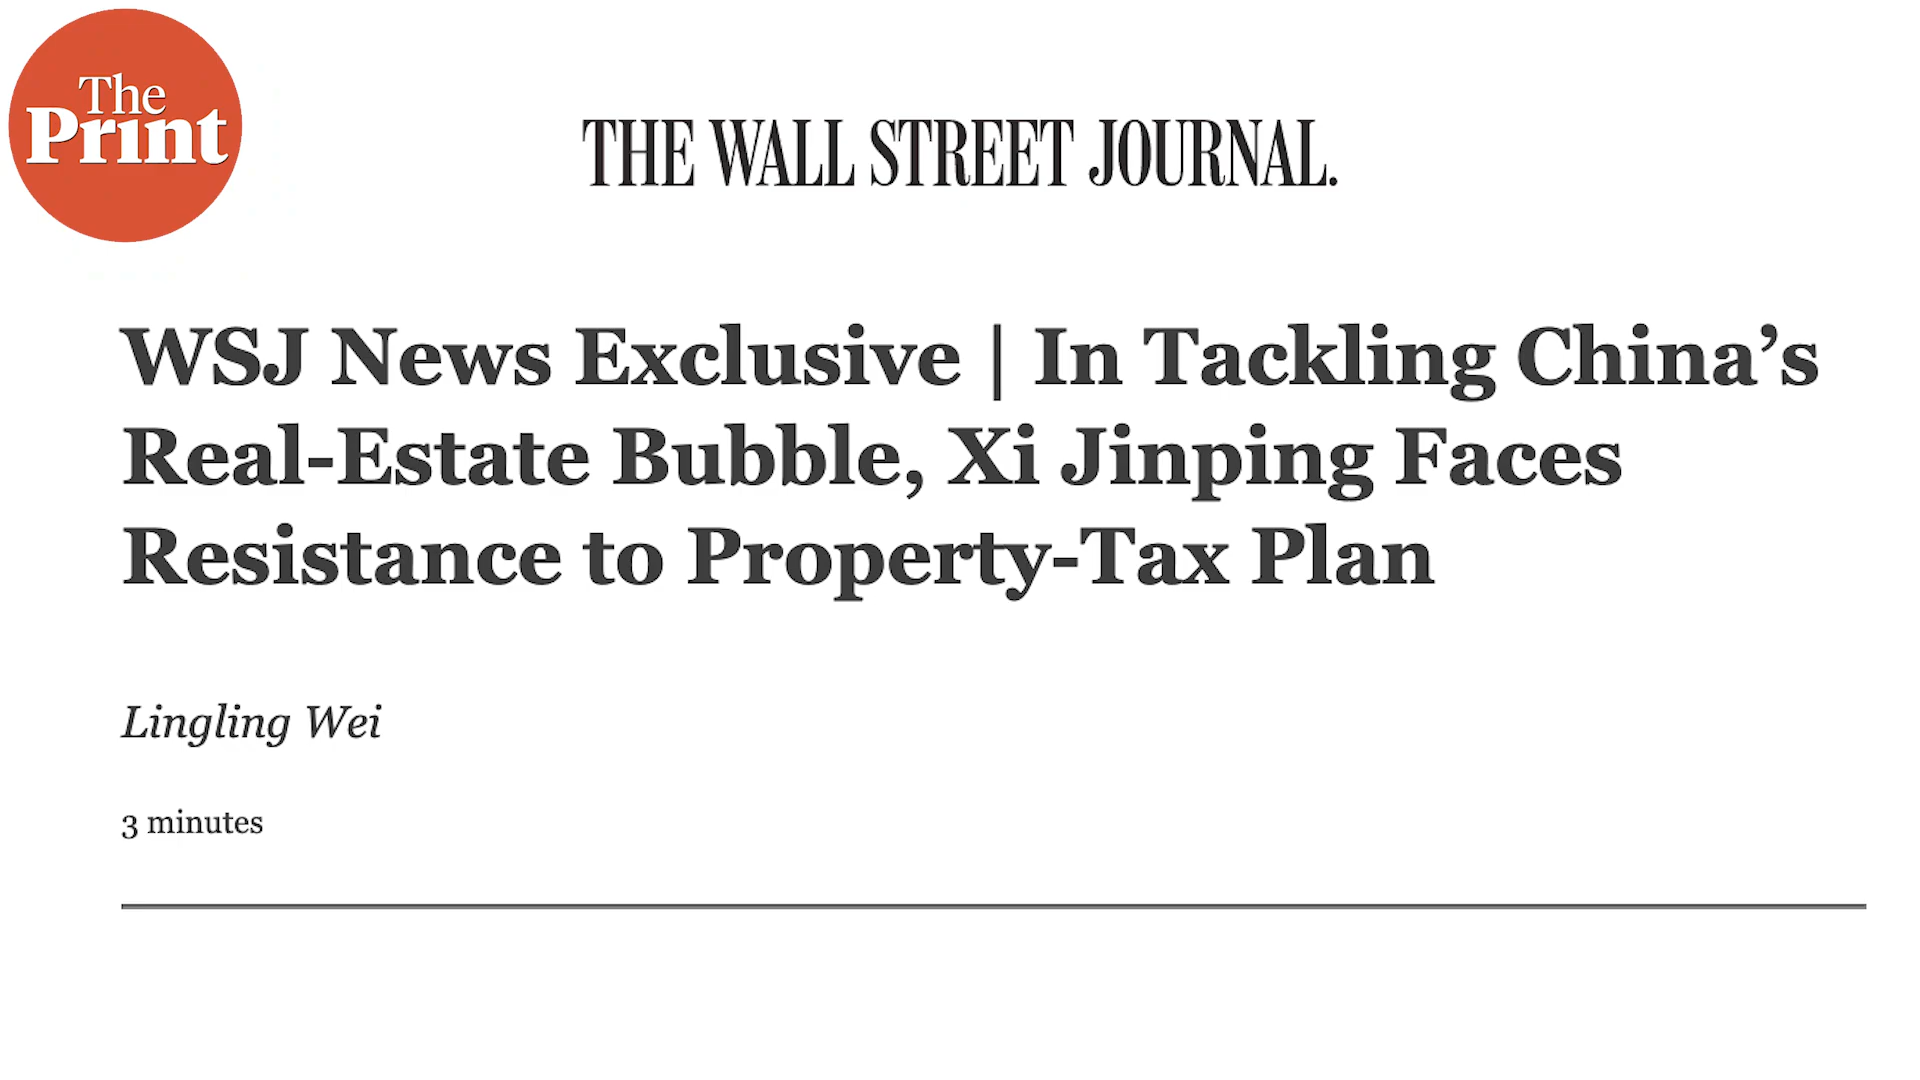 The
Print
THE WALL STREET JOURNAL.
WSJ News Exclusive | In Tackling China’s
Real-Estate Bubble, Xi Jinping Faces
Resistance to Property-Tax Plan
Lingling Wei
3 minutes